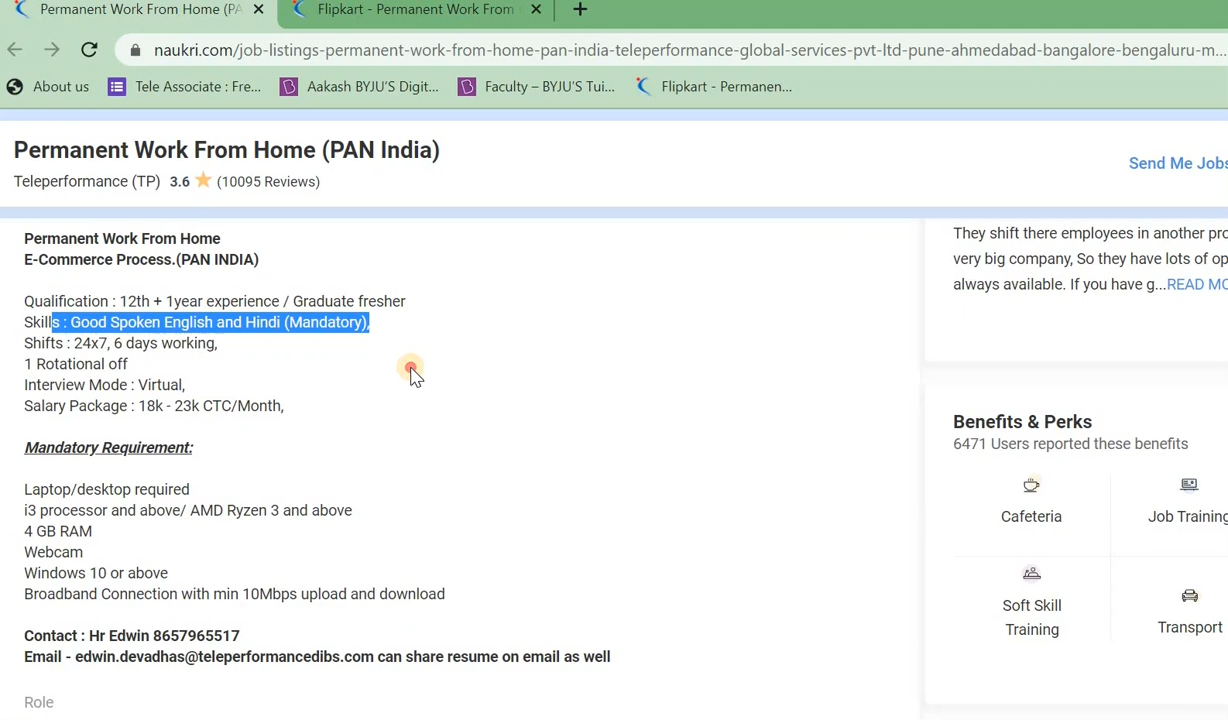 Permanent Work From Home (PA
Flipkart - Permanent Work From
naukri.com/job-listings-permanent-work-from-home-pan-india-teleperformance-global-services-pvt-ltd-pune-ahmedabad-bangalore-bengaluru-m...
About us
Tele Associate : Fre...
Aakash BYJU'S Digit...
Faculty – BYJU'S Tui...
Flipkart - Permanen...
Permanent Work From Home (PAN India)
Send Me Jobs
Teleperformance (TP) 3.6 ★ (10095 Reviews)
Permanent Work From Home
E-Commerce Process.(PAN INDIA)
Qualification : 12th + 1year experience / Graduate fresher
Skills : Good Spoken English and Hindi (Mandatory),
Shifts : 24x7, 6 days working,
1 Rotational off
Interview Mode : Virtual,
Salary Package : 18k - 23k CTC/Month,
Mandatory Requirement:
Laptop/desktop required
i3 processor and above/ AMD Ryzen 3 and above
4 GB RAM
Webcam
Windows 10 or above
Broadband Connection with min 10Mbps upload and download
Contact : Hr Edwin 8657965517
Email - edwin.devadhas@teleperformancedibs.com can share resume on email as well
Role
They shift there employees in another pro
very big company, So they have lots of op
always available. If you have g...READ MO
Benefits & Perks
6471 Users reported these benefits
Cafeteria
Job Training
Soft Skill
Training
Transport